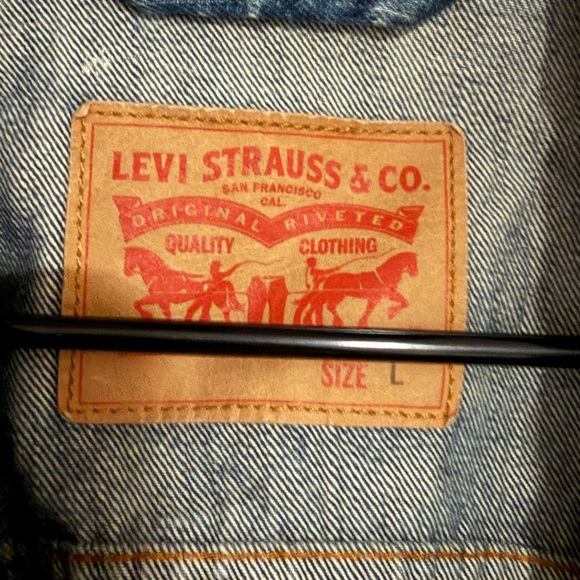 LEVI STRAUSS & CO.
SAN FRANCISCO
CAL.
ORIGINAL RIVETED
QUALITY CLOTHING
SIZE L